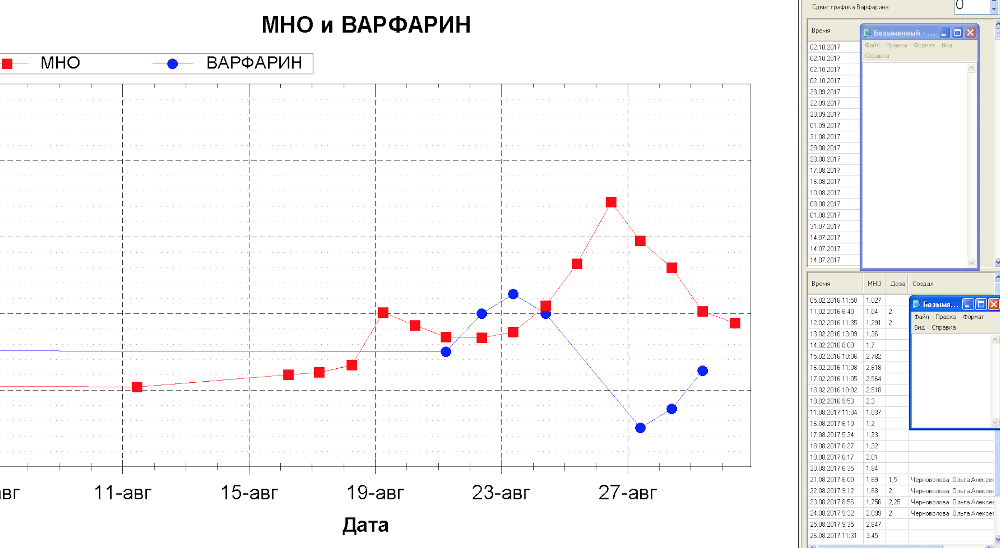 МНО и ВАРФАРИН
МНО
ВАРФАРИН
11-авг
15-авг
19-авг
23-авг
27-авг
Дата
Сдвиг графика Варфарина
0
Время
02.10.2017
02.10.2017
02.10.2017
02.10.2017
28.09.2017
22.09.2017
20.09.2017
01.09.2017
31.08.2017
29.08.2017
28.08.2017
17.08.2017
16.08.2017
10.08.2017
08.08.2017
01.08.2017
31.07.2017
14.07.2017
14.07.2017
14.07.2017
Безымянный - ...
Файл Правка Формат Вид
Справка
Время МНО Доза Создал
05.02.2016 11:50 1,027
11.02.2016 6:40 1,04 2
12.02.2016 11:35 1,291 2
13.02.2016 13:09 1,36
14.02.2016 8:00 1,7
15.02.2016 10:06 2,782
16.02.2016 11:08 2,618
17.02.2016 11:05 2,564
18.02.2016 10:02 2,518
19.02.2016 9:53 2,3
11.08.2017 11:04 1,037
16.08.2017 6:10 1,2
17.08.2017 5:34 1,23
18.08.2017 6:27 1,32
19.08.2017 6:17 2,01
20.08.2017 6:35 1,84
21.08.2017 6:00 1,69 1,5 Черноволова Ольга Алексее
22.08.2017 9:12 1,68 2 Черноволова Ольга Алексее
23.08.2017 8:56 1,756 2,25 Черноволова Ольга Алексее
24.08.2017 9:32 2,099 2 Черноволова Ольга Алексее
25.08.2017 9:35 2,647
26.08.2017 11:31 3,45
Безымя...
Файл Правка Формат
Вид Справка